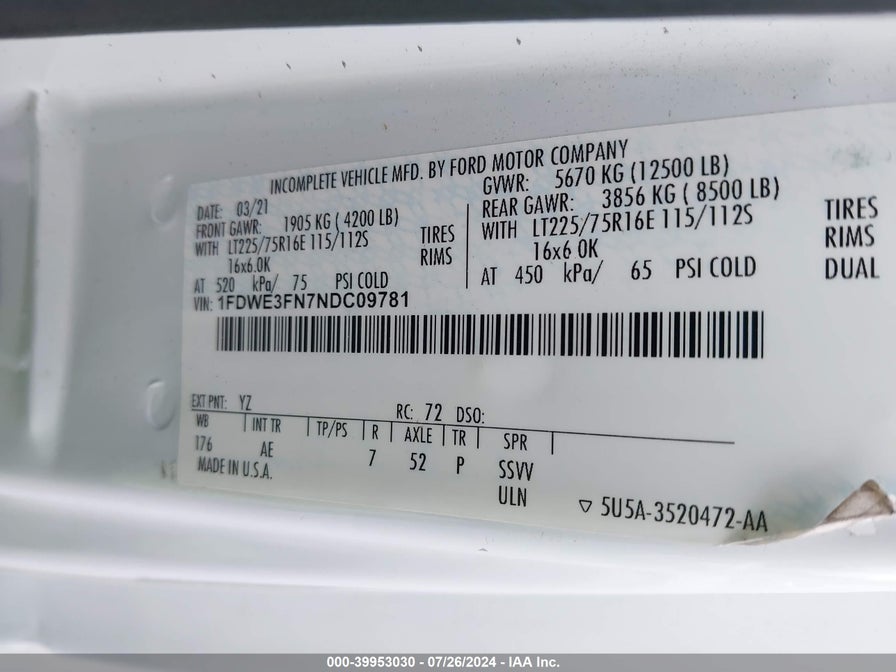 INCOMPLETE VEHICLE MFD. BY FORD MOTOR COMPANY
DATE: 03/21
GVWR: 5670 KG (12500 LB)
FRONT GAWR: 1905 KG ( 4200 LB)
REAR GAWR: 3856 KG ( 8500 LB)
WITH LT225/75R16E 115/112S TIRES
WITH LT225/75R16E 115/112S TIRES
16x6.0K RIMS
16x6.0K RIMS
AT 520 kPa/ 75 PSI COLD
AT 450 kPa/ 65 PSI COLD DUAL
VIN: 1FDWE3FN7NDC09781
EXT PNT: YZ RC: 72 DSO:
WB INT TR TP/PS R AXLE TR SPR
176 AE 7 52 P SSVV
MADE IN U.S.A. ULN
5U5A-3520472-AA
000-39953030 - 07/26/2024 - IAA Inc.